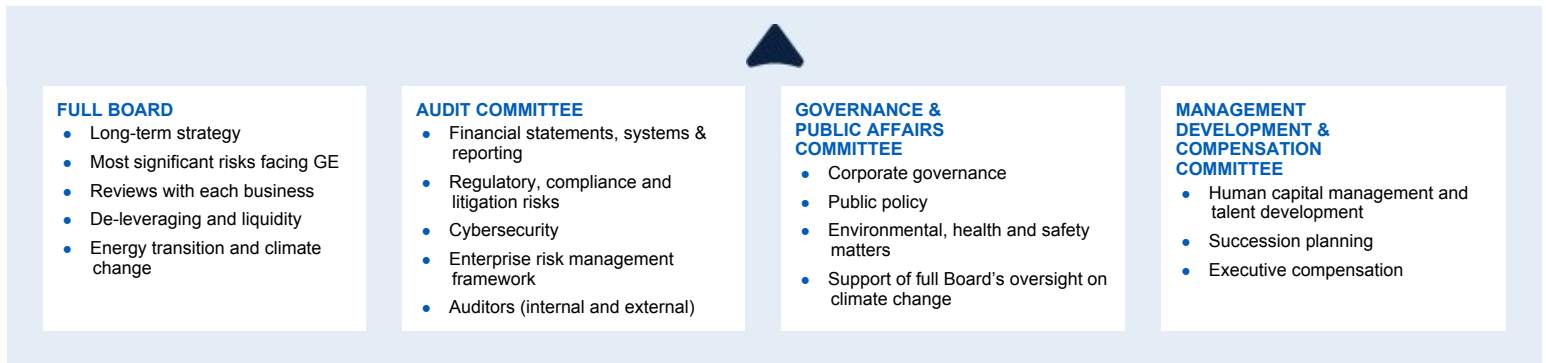 FULL BOARD
● Long-term strategy
● Most significant risks facing GE
● Reviews with each business
● De-leveraging and liquidity
● Energy transition and climate
change
AUDIT COMMITTEE
● Financial statements, systems &
reporting
● Regulatory, compliance and
litigation risks
● Cybersecurity
● Enterprise risk management
framework
● Auditors (internal and external)
GOVERNANCE &
PUBLIC AFFAIRS
COMMITTEE
● Corporate governance
● Public policy
● Environmental, health and safety
matters
● Support of full Board’s oversight on
climate change
MANAGEMENT
DEVELOPMENT &
COMPENSATION
COMMITTEE
● Human capital management and
talent development
● Succession planning
● Executive compensation